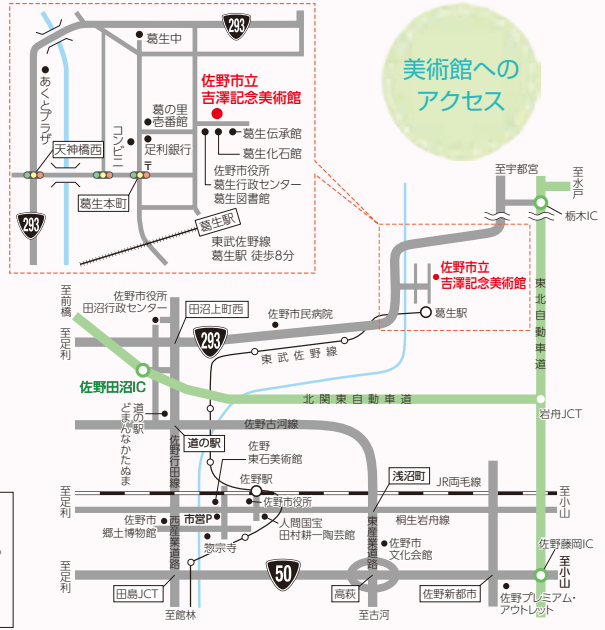 美術館への
アクセス
293
葛生中
あくとプラザ
佐野市立
吉澤記念美術館
葛の里
壱番館
コンビニ
足利銀行
〒
天神橋西
葛生本町
葛生伝承館
葛生化石館
佐野市役所
葛生行政センター
葛生図書館
293
葛生駅
東武佐野線
葛生駅 徒歩8分
至宇都宮
至水戸
栃木IC
佐野市立
吉澤記念美術館
葛生駅
東北自動車道
至前橋
佐野市役所
田沼行政センター
田沼上町西
佐野市民病院
至足利
293
東武佐野線
佐野田沼IC
北関東自動車道
岩舟JCT
道の駅
どまんなかたぬま
佐野古河線
道の駅
佐野行田線
佐野
東石美術館
佐野駅
浅沼町
JR両毛線
至足利
佐野市役所
至小山
市営P
桐生岩舟線
佐野市
郷土博物館
西産業道路
人間国宝
田村耕一陶芸館
惣宗寺
東産業道路
佐野市
文化会館
佐野藤岡IC
至足利
50
至小山
田島JCT
高萩
佐野新都市
佐野プレミアム・
アウトレット
至館林
至古河